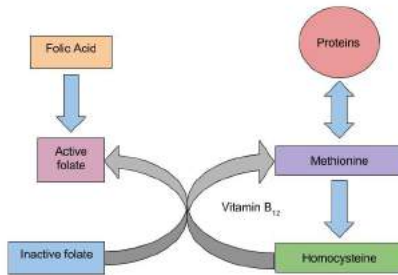 Folic Acid
Proteins
Active
folate
Methionine
Vitamin B₁₂
Inactive folate
Homocysteine